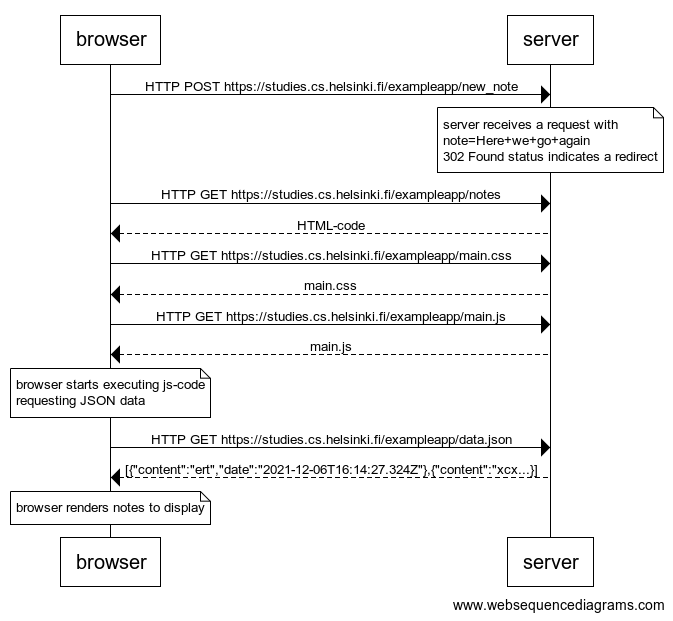 browser
server
HTTP POST https://studies.cs.helsinki.fi/exampleapp/new_note
server receives a request with
note=Here+we+go+again
302 Found status indicates a redirect
HTTP GET https://studies.cs.helsinki.fi/exampleapp/notes
HTML-code
HTTP GET https://studies.cs.helsinki.fi/exampleapp/main.css
main.css
HTTP GET https://studies.cs.helsinki.fi/exampleapp/main.js
main.js
browser starts executing js-code
requesting JSON data
HTTP GET https://studies.cs.helsinki.fi/exampleapp/data.json
[{"content":"ert","date":"2021-12-06T16:14:27.324Z"},{"content":"xcx...}]
browser renders notes to display
browser
server
www.websequencediagrams.com